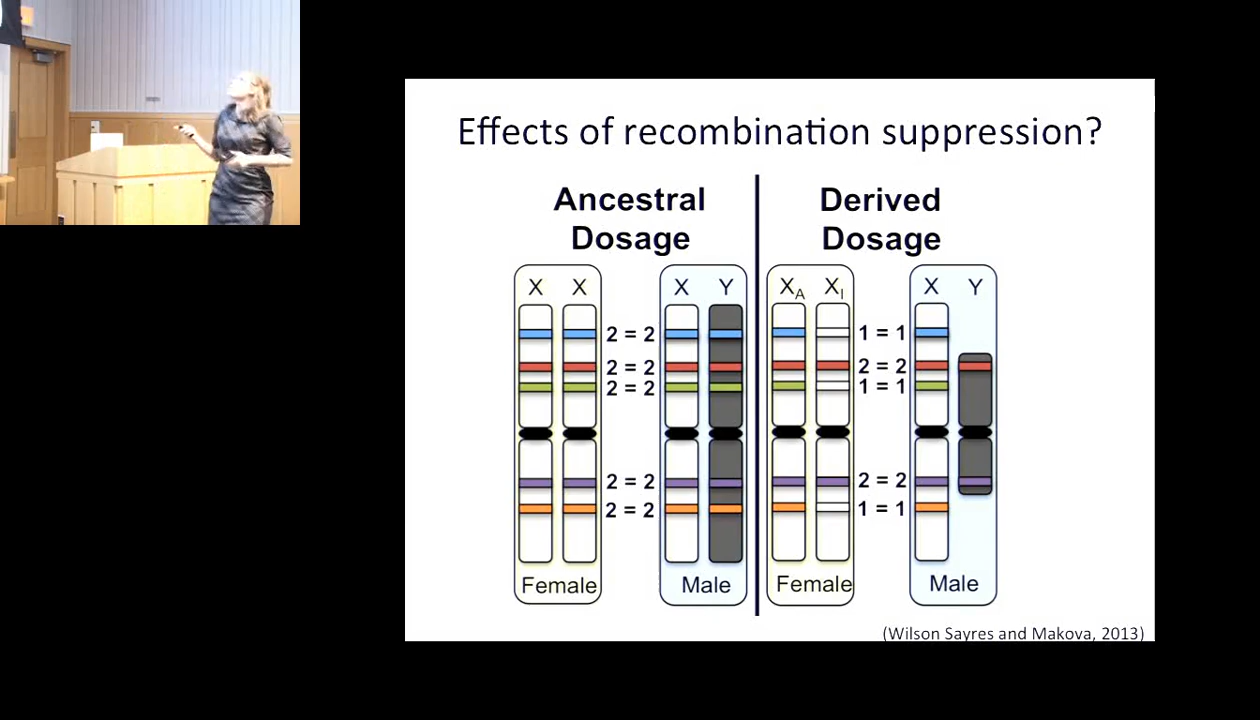 Effects of recombination suppression?
Ancestral
Dosage
Derived
Dosage
X X
X Y
X_A X_I
X Y
2 = 2
2 = 2
2 = 2
2 = 2
2 = 2
1 = 1
2 = 2
1 = 1
2 = 2
1 = 1
Female
Male
Female
Male
(Wilson Sayres and Makova, 2013)